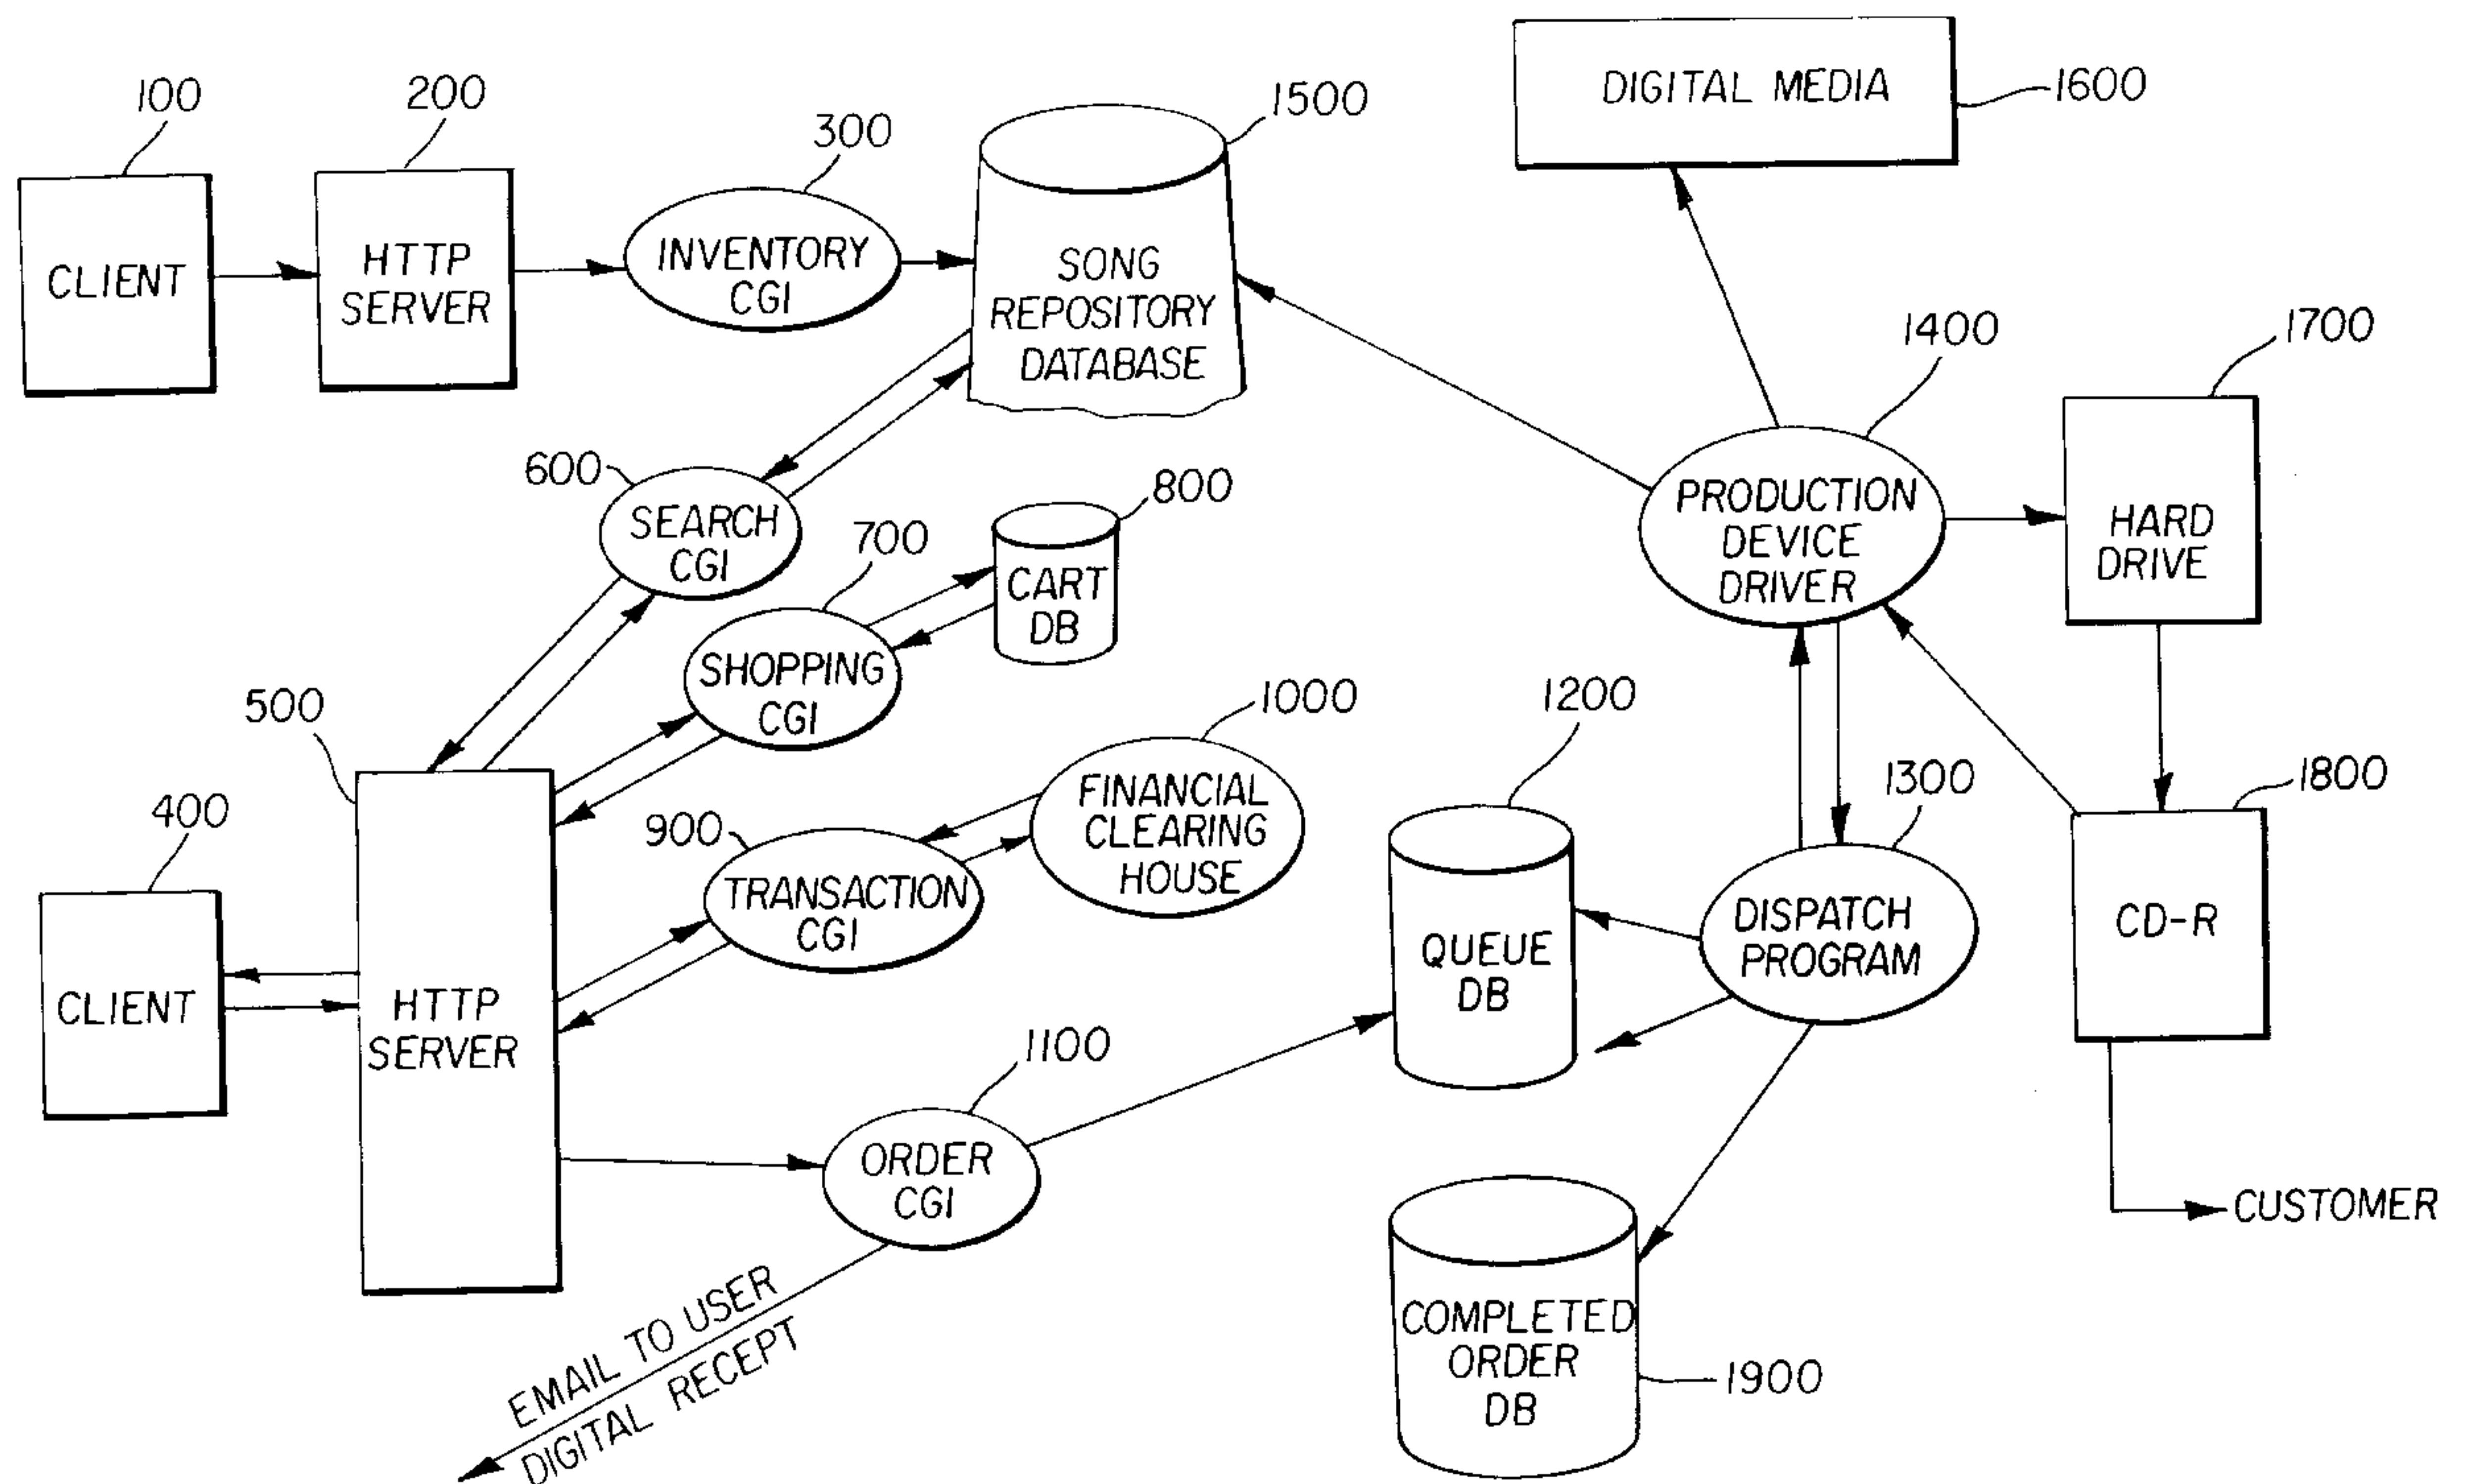 100
200
300
1500
DIGITAL MEDIA
1600
CLIENT
HTTP
SERVER
INVENTORY
CGI
SONG
REPOSITORY
DATABASE
1400
1700
600
SEARCH
CGI
700
800
CART
DB
PRODUCTION
DEVICE
DRIVER
HARD
DRIVE
SHOPPING
CGI
500
1000
1200
1300
1800
400
900
FINANCIAL
CLEARING
HOUSE
TRANSACTION
CGI
CLIENT
HTTP
SERVER
QUEUE
DB
DISPATCH
PROGRAM
CD-R
1100
ORDER
CGI
CUSTOMER
EMAIL TO USER
DIGITAL RECEPT
COMPLETED
ORDER
DB
1900